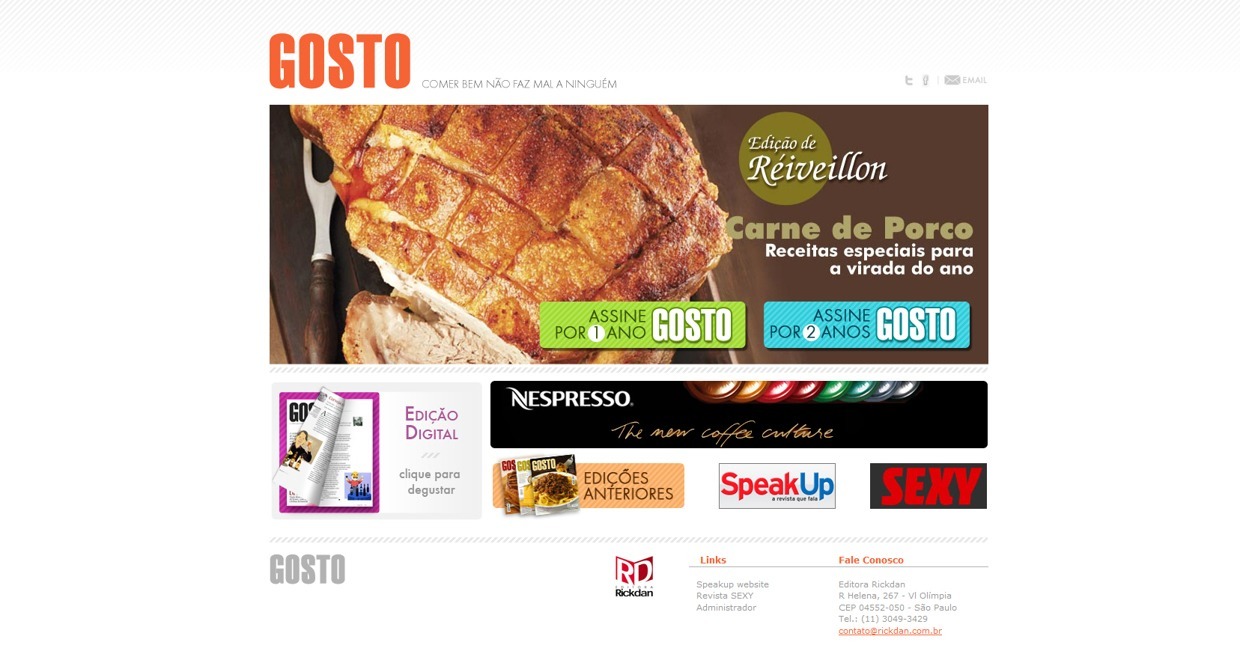 GOSTO
COMER BEM NÃO FAZ MAL A NINGUÉM
EMAIL
Edição de
Réiveillon
Carne de Porco
Receitas especiais para
a virada do ano
ASSINE
POR 1 ANO GOSTO
ASSINE
POR 2 ANOS GOSTO
EDIÇÃO
DIGITAL
clique para
degustar
NESPRESSO.
The new coffee culture
GOSTO
EDIÇÕES
ANTERIORES
SpeakUp
a revista que fala
SEXY
GOSTO
RD
EDITORA
Rickdan
Links
Speakup website
Revista SEXY
Administrador
Fale Conosco
Editora Rickdan
R Helena, 267 - Vl Olímpia
CEP 04552-050 - São Paulo
Tel.: (11) 3049-3429
contato@rickdan.com.br